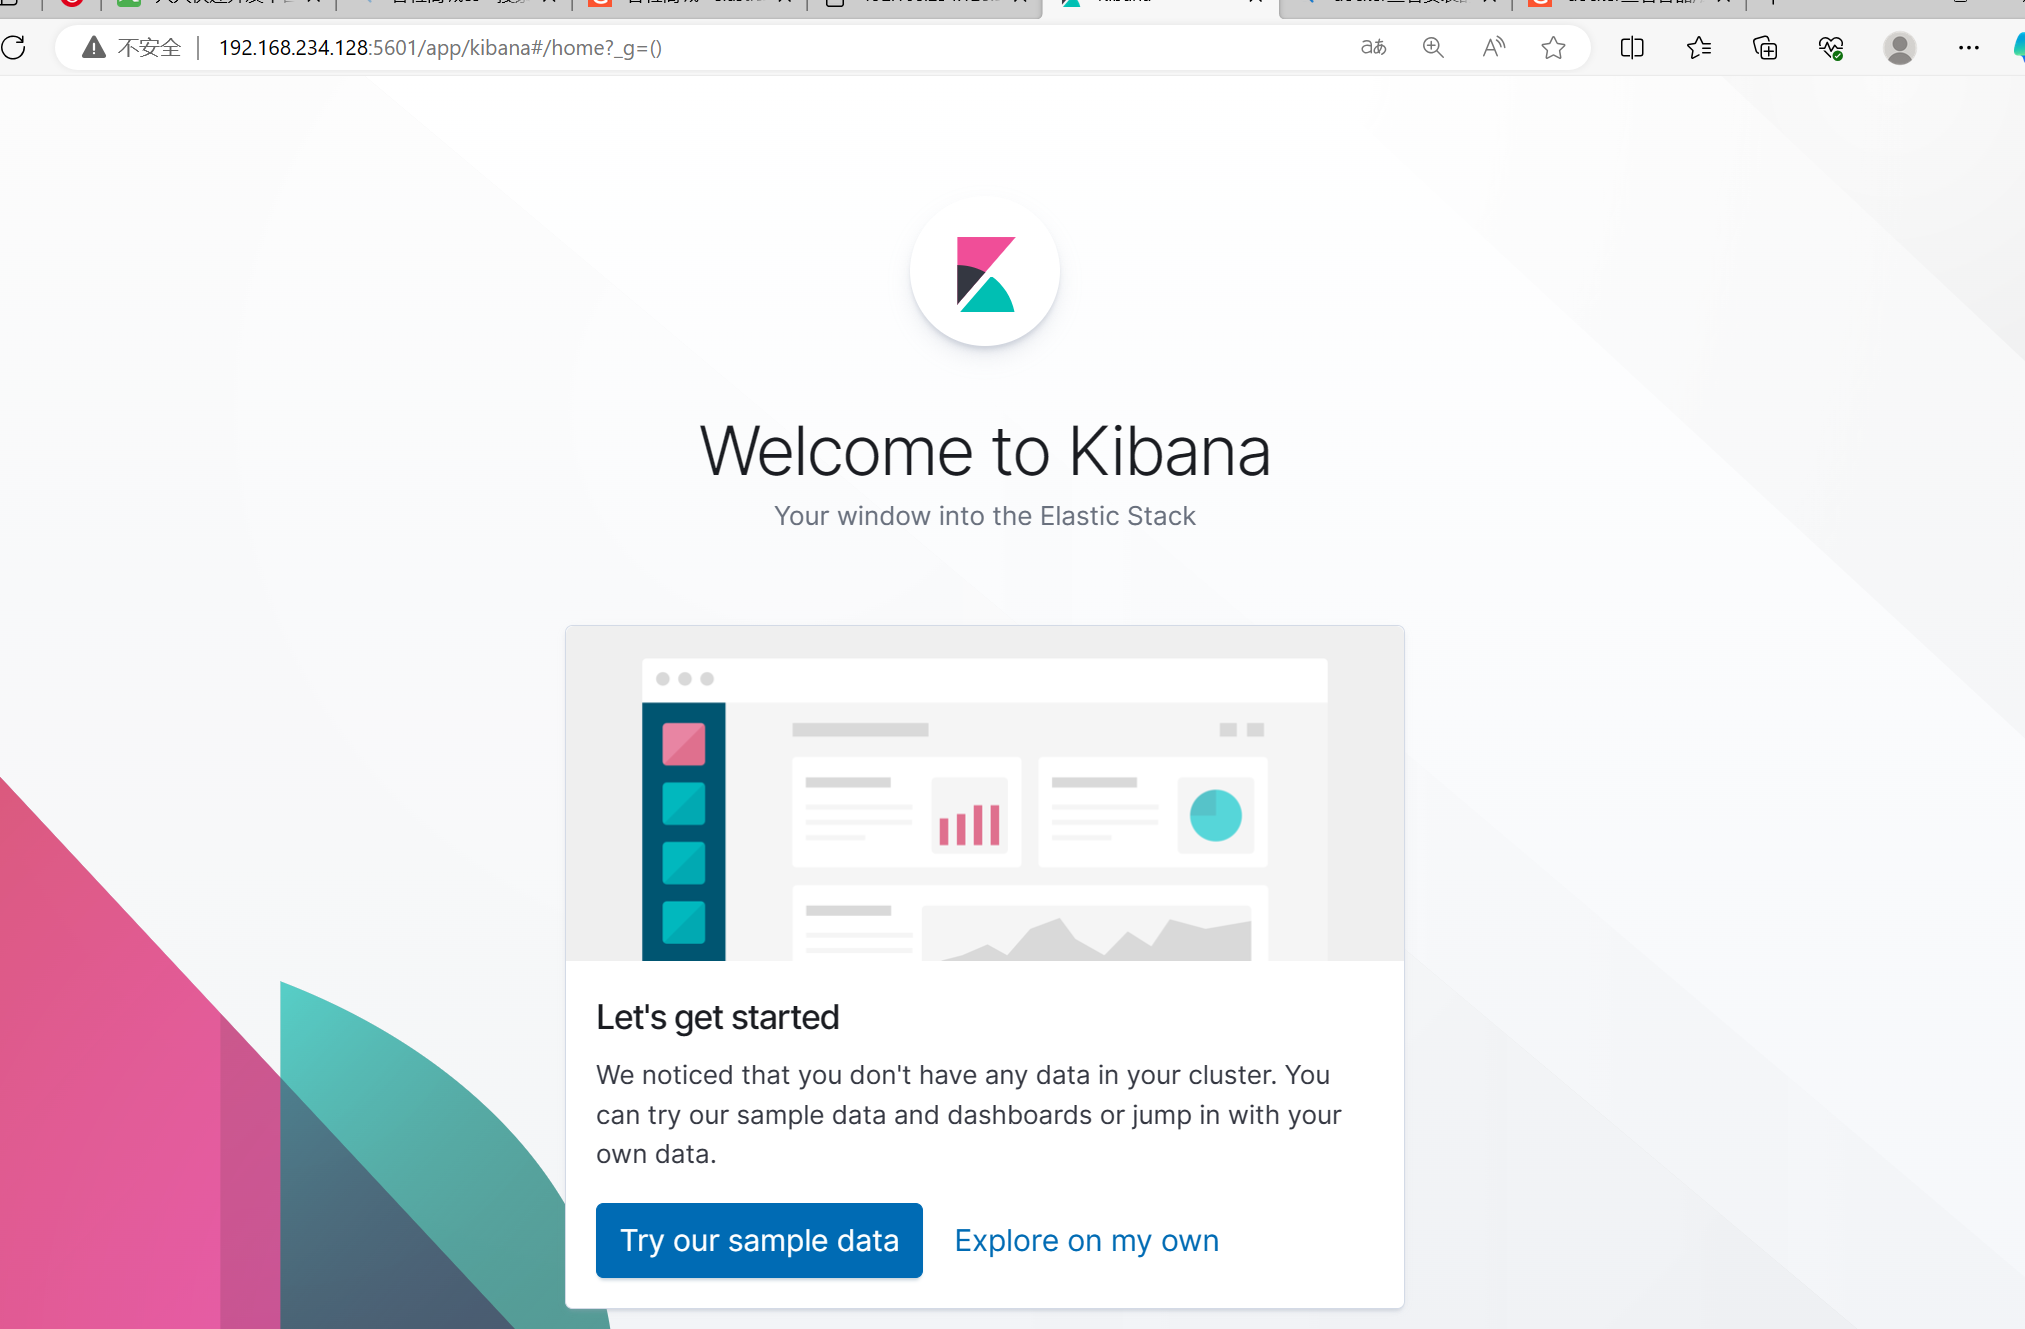 不安全 | 192.168.234.128:5601/app/kibana#/home?_g=()
Welcome to Kibana
Your window into the Elastic Stack
Let's get started
We noticed that you don't have any data in your cluster. You
can try our sample data and dashboards or jump in with your
own data.
Try our sample data
Explore on my own